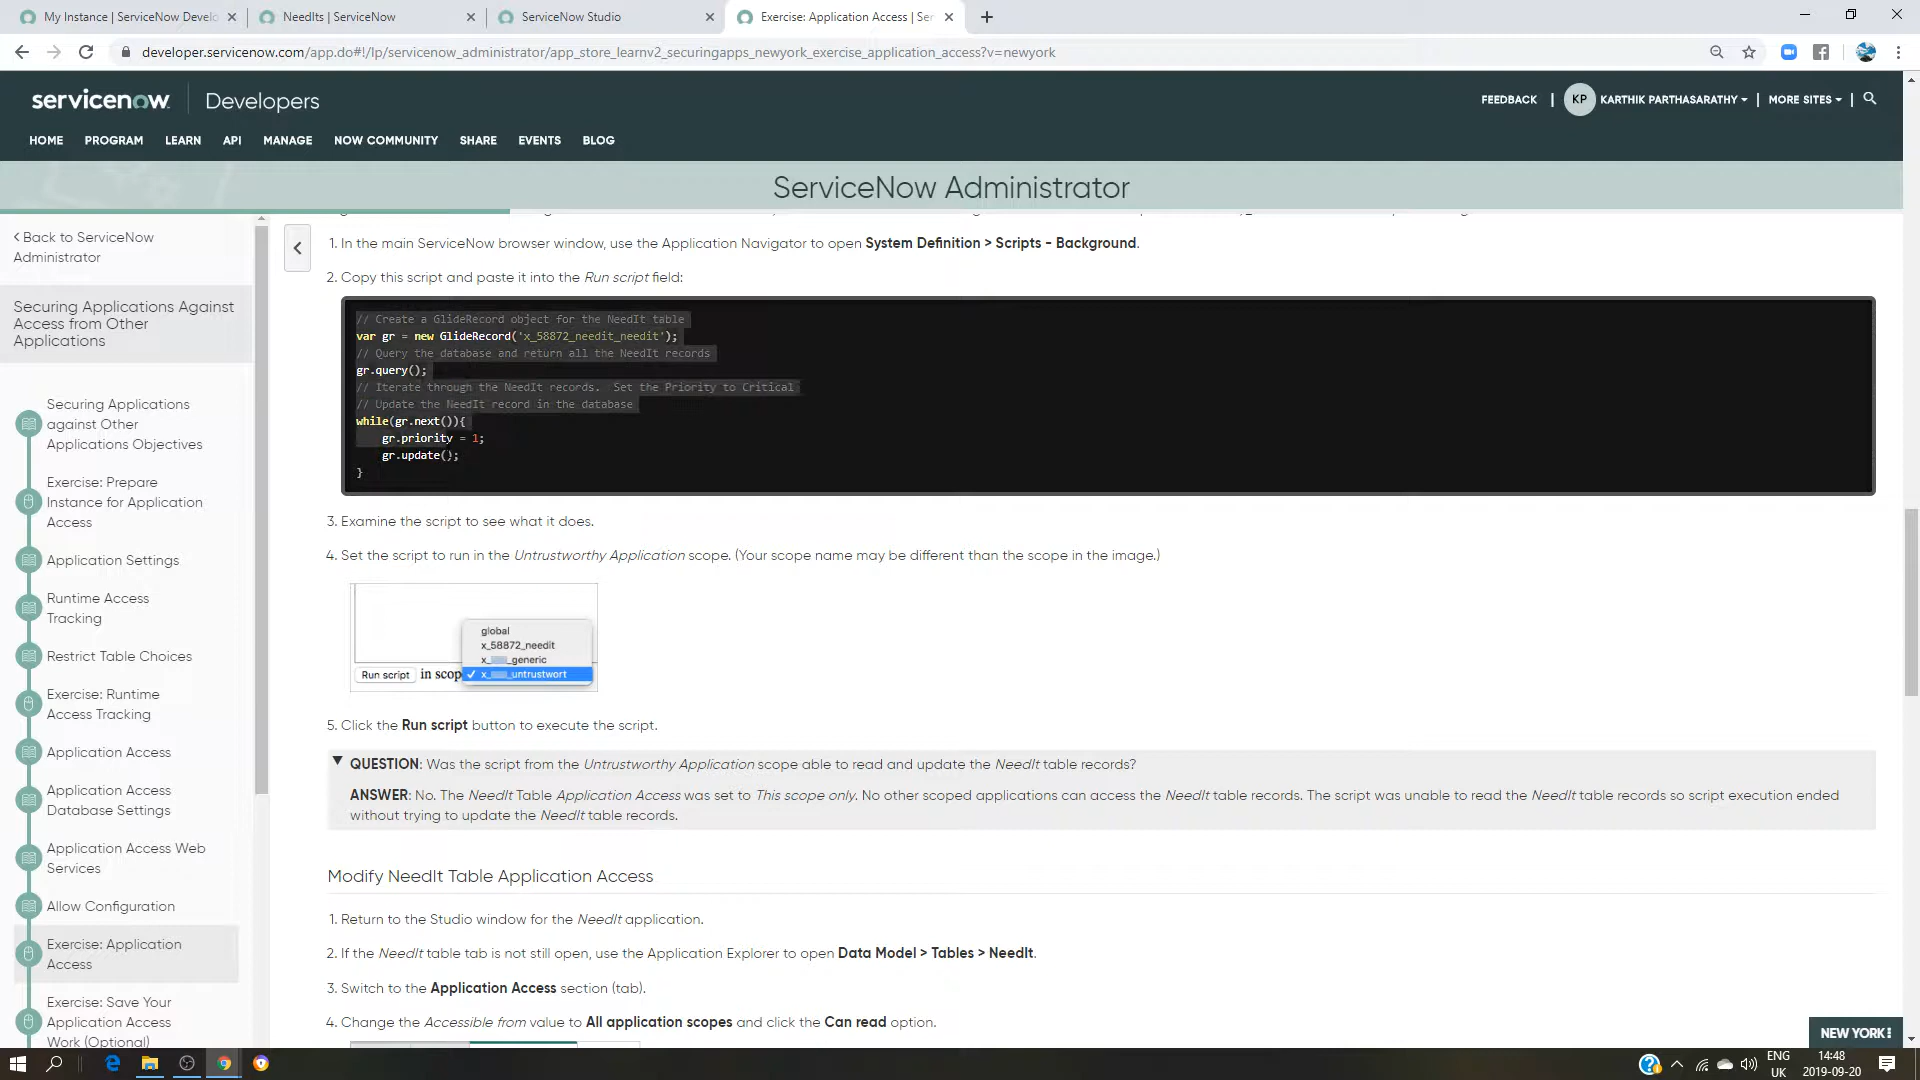 My Instance | ServiceNow Develo
NeedIts | ServiceNow
ServiceNow Studio
Exercise: Application Access | Ser
developer.servicenow.com/app.do#!/lp/servicenow_administrator/app_store_learnv2_securingapps_newyork_exercise_application_access?v=newyork
servicenow
Developers
FEEDBACK | KP KARTHIK PARTHASARATHY | MORE SITES |
HOME PROGRAM LEARN API MANAGE NOW COMMUNITY SHARE EVENTS BLOG
ServiceNow Administrator
< Back to ServiceNow
Administrator
Securing Applications Against
Access from Other
Applications
Securing Applications
against Other
Applications Objectives
Exercise: Prepare
Instance for Application
Access
Application Settings
Runtime Access
Tracking
Restrict Table Choices
Exercise: Runtime
Access Tracking
Application Access
Application Access
Database Settings
Application Access Web
Services
Allow Configuration
Exercise: Application
Access
Exercise: Save Your
Application Access
Work (Optional)
1. In the main ServiceNow browser window, use the Application Navigator to open System Definition > Scripts - Background.
2. Copy this script and paste it into the Run script field:
// Create a GlideRecord object for the NeedIt table
var gr = new GlideRecord('x_58872_needit_needit');
// Query the database and return all the NeedIt records
gr.query();
// Iterate through the NeedIt records.  Set the Priority to Critical
// Update the NeedIt record in the database
while(gr.next()){
gr.priority = 1;
gr.update();
}
3. Examine the script to see what it does.
4. Set the script to run in the Untrustworthy Application scope. (Your scope name may be different than the scope in the image.)
global
x_58872_needit
x_ _generic
Run script in scop ✓ x_ _untrustwort
5. Click the Run script button to execute the script.
▼ QUESTION: Was the script from the Untrustworthy Application scope able to read and update the NeedIt table records?
ANSWER: No. The NeedIt Table Application Access was set to This scope only. No other scoped applications can access the NeedIt table records. The script was unable to read the NeedIt table records so script execution ended
without trying to update the NeedIt table records.
Modify NeedIt Table Application Access
1. Return to the Studio window for the NeedIt application.
2. If the NeedIt table tab is not still open, use the Application Explorer to open Data Model > Tables > NeedIt.
3. Switch to the Application Access section (tab).
4. Change the Accessible from value to All application scopes and click the Can read option.
NEW YORK
ENG
UK
14:48
2019-09-20